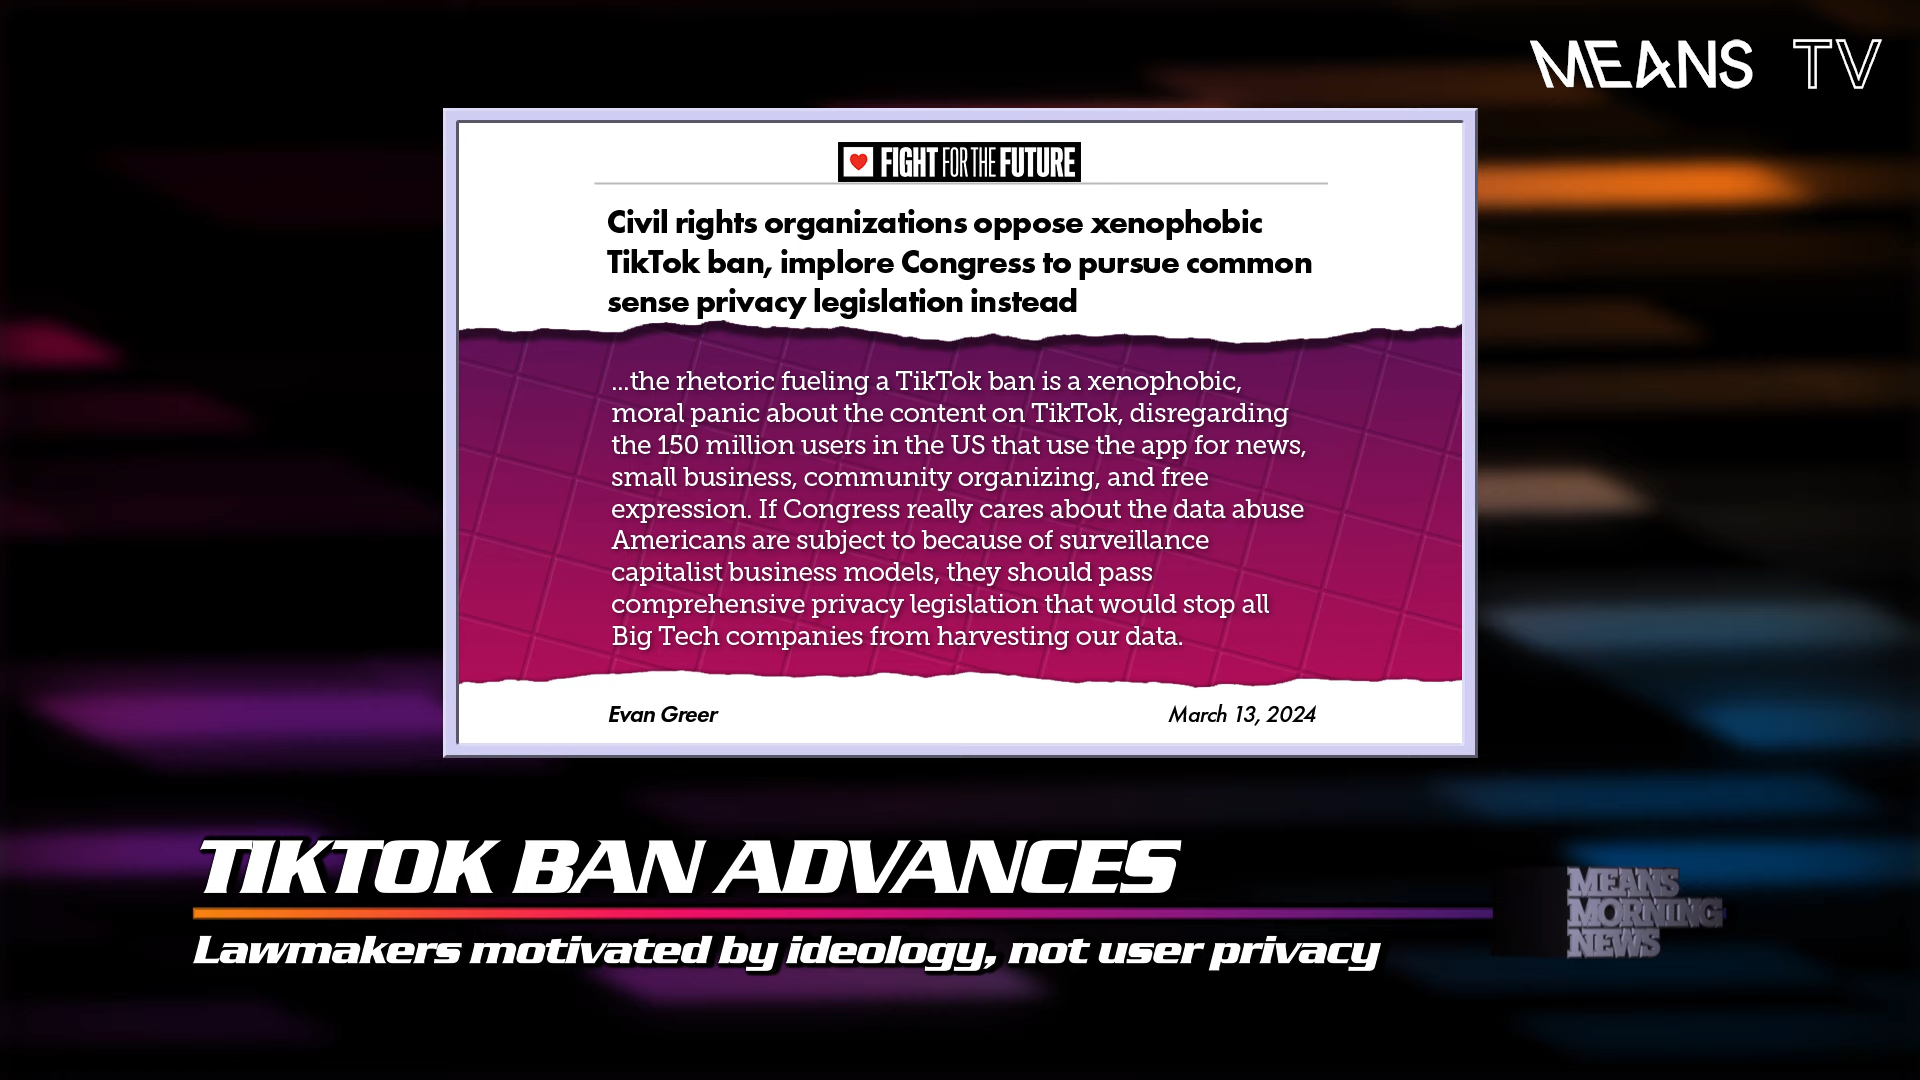 MEANS TV
FIGHT FOR THE FUTURE
Civil rights organizations oppose xenophobic
TikTok ban, implore Congress to pursue common
sense privacy legislation instead
...the rhetoric fueling a TikTok ban is a xenophobic,
moral panic about the content on TikTok, disregarding
the 150 million users in the US that use the app for news,
small business, community organizing, and free
expression. If Congress really cares about the data abuse
Americans are subject to because of surveillance
capitalist business models, they should pass
comprehensive privacy legislation that would stop all
Big Tech companies from harvesting our data.
Evan Greer
March 13, 2024
TIKTOK BAN ADVANCES
Lawmakers motivated by ideology, not user privacy
MEANS
MORNING
NEWS